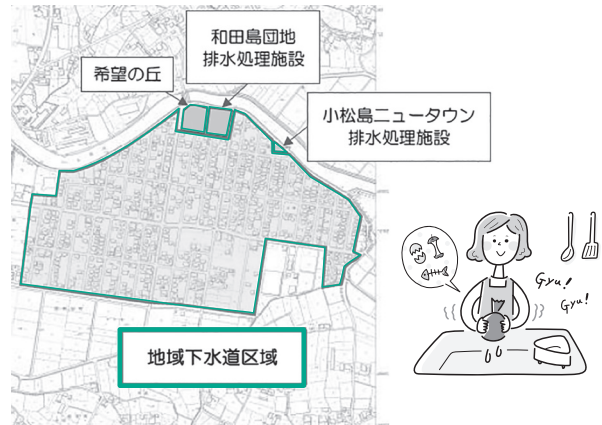 和田島団地
排水処理施設
希望の丘
小松島ニュータウン
排水処理施設
地域下水道区域
Gyu!
Gyu!